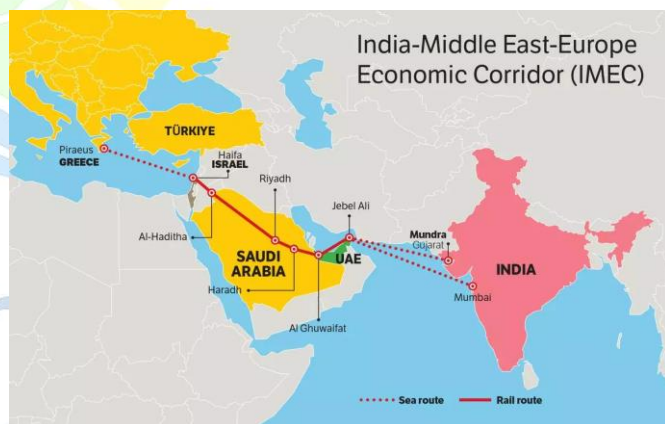 India-Middle East-Europe
Economic Corridor (IMEC)
TÜRKIYE
Piraeus
GREECE
Haifa
ISRAEL
Riyadh
Jebel Ali
Al-Haditha
Mundra
Gujarat
SAUDI
ARABIA
UAE
INDIA
Haradh
Mumbai
Al Ghuwaifat
Sea route
Rail route